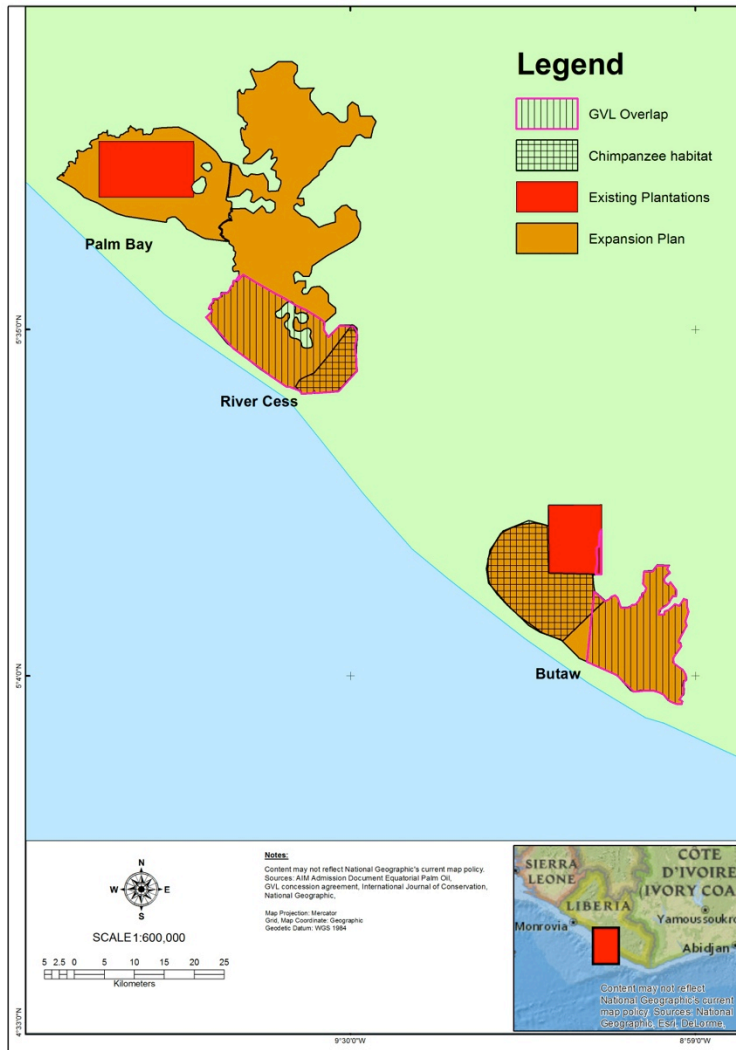 Legend
GVL Overlap
Chimpanzee habitat
Existing Plantations
Expansion Plan
Palm Bay
River Cess
Butaw
5°35'0"N
5°4'0"N
4°33'0"N
9°30'0"W
8°59'0"W
N
W E
S
SCALE 1:600,000
5 2.5 0 5 10 15 20 25
Kilometers
Notes:
Content may not reflect National Geographic's current map policy.
Sources: AIM Admission Document Equatorial Palm Oil,
GVL concession agreement, International Journal of Conservation,
National Geographic,
Map Projection: Mercator
Grid, Map Coordinate: Geographic
Geodetic Datum: WGS 1984
SIERRA
LEONE
CÔTE
D'IVOIRE
(IVORY COA
LIBERIA
Monrovia
Yamoussoukro
Abidjan
Content may not reflect
National Geographic's current
map policy. Sources: National
Geographic, Esri, DeLorme,